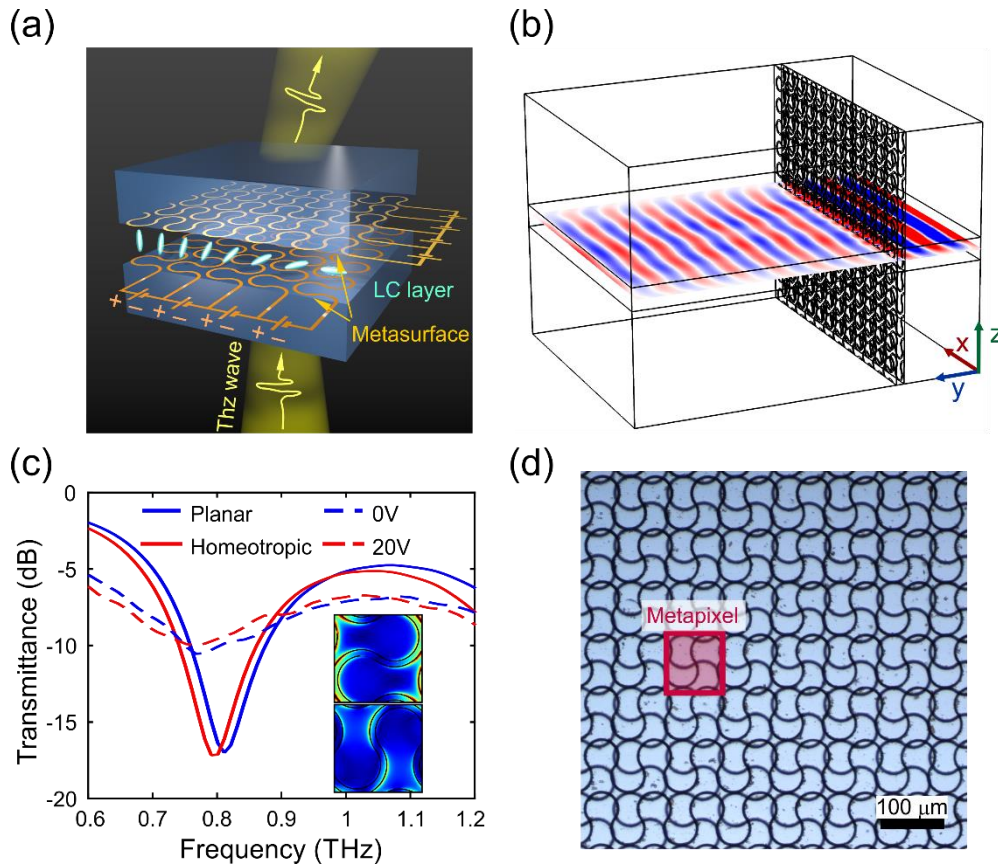 (a)
LC layer
Metasurface
+ − + − + − + −
Thz wave
(b)
x
y
z
(c)
0
-5
-10
-15
-20
Transmittance (dB)
Planar
0V
Homeotropic
20V
0.6 0.7 0.8 0.9 1 1.1 1.2
Frequency (THz)
(d)
Metapixel
100 μm